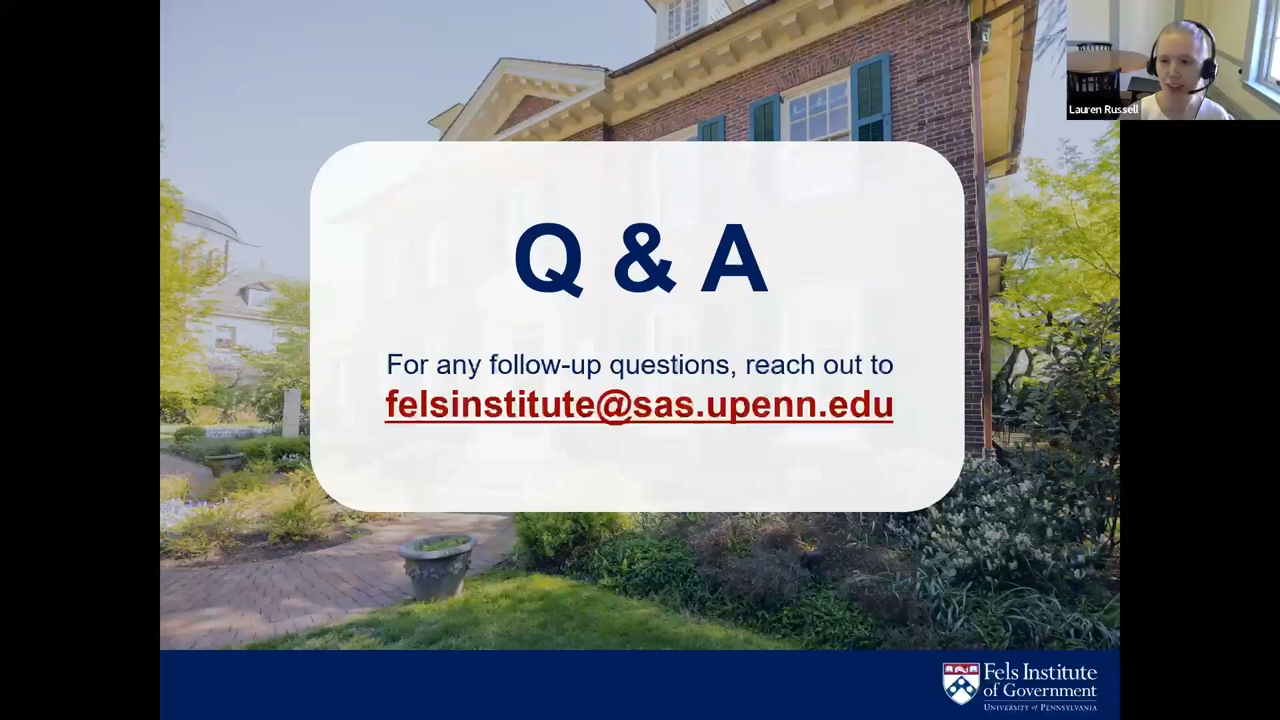 Lauren Russell
Q & A
For any follow-up questions, reach out to
felsinstitute@sas.upenn.edu
Fels Institute
of Government
University of Pennsylvania